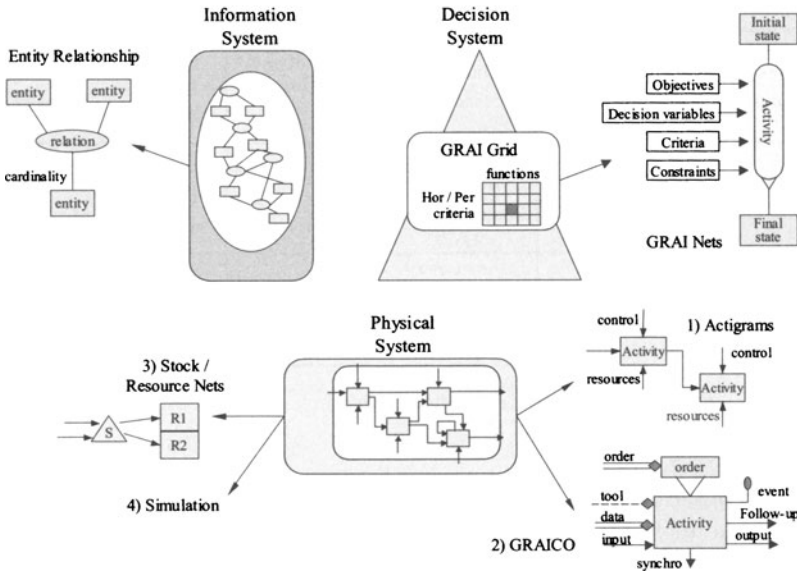 Information
System
Decision
System
Entity Relationship
entity
entity
relation
cardinality
entity
GRAI Grid
functions
Hor / Per
criteria
Initial
state
Objectives
Decision variables
Criteria
Constraints
Activity
Final
state
GRAI Nets
Physical
System
3) Stock /
Resource Nets
S
R1
R2
4) Simulation
1) Actigrams
control
Activity
resources
control
Activity
resources
2) GRAICO
order
order
tool
data
input
Activity
event
Follow-up
output
synchro